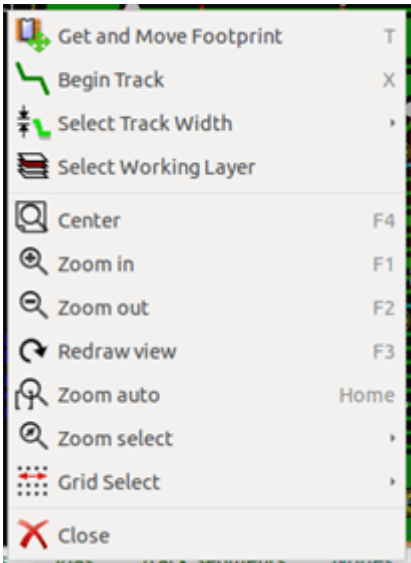 Get and Move Footprint T
Begin Track X
Select Track Width
Select Working Layer
Center F4
Zoom in F1
Zoom out F2
Redraw view F3
Zoom auto Home
Zoom select
Grid Select
Close